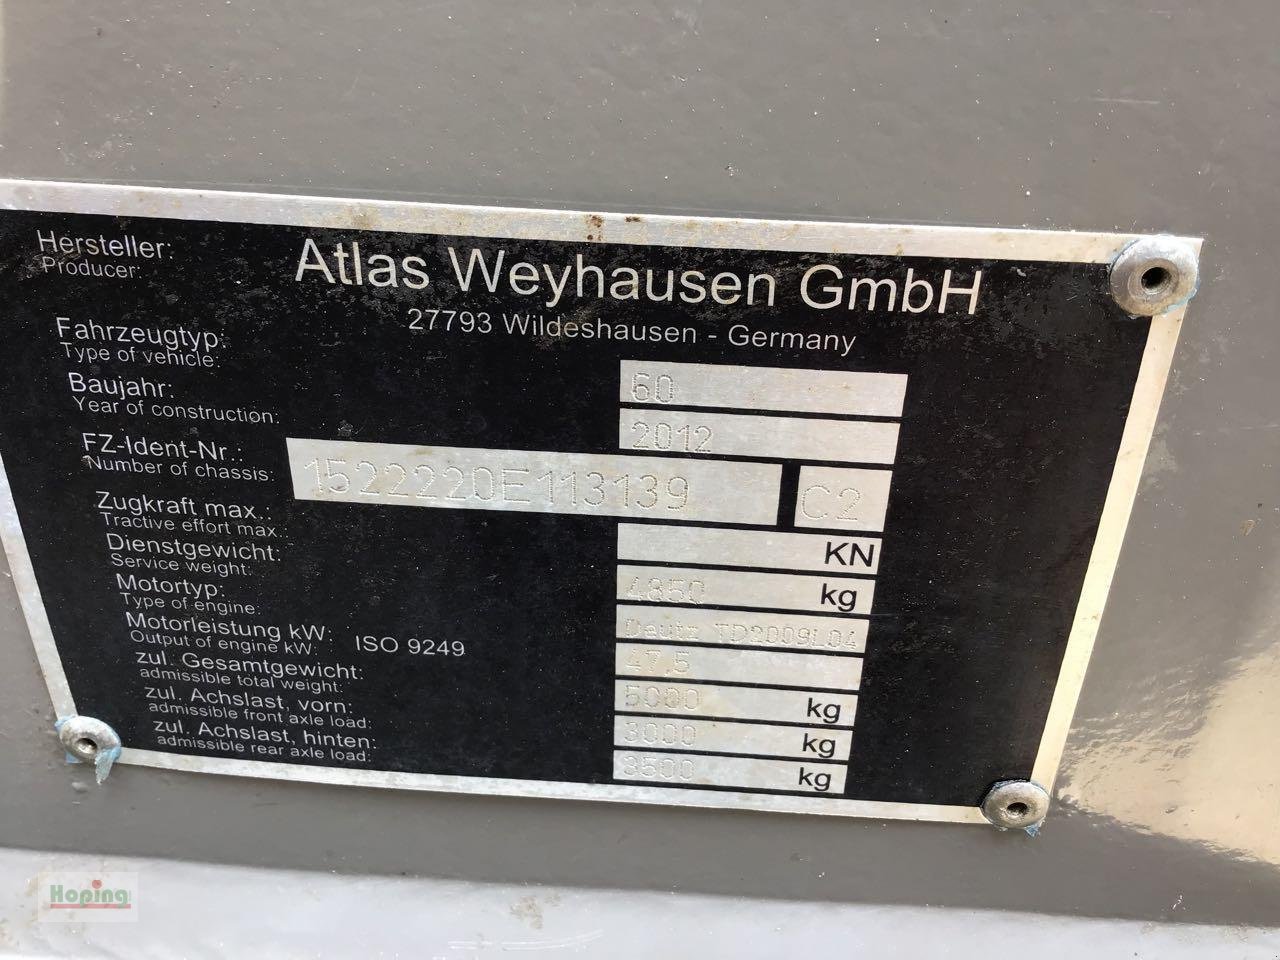 Hersteller: Atlas Weyhausen GmbH
Producer: 27793 Wildeshausen - Germany
Fahrzeugtyp: 60
Type of vehicle:
Baujahr: 2012
Year of construction:
FZ-Ident-Nr.: 1522220E113139 C2
Number of chassis:
Zugkraft max.: KN
Tractive effort max.:
Dienstgewicht: 4850 kg
Service weight:
Motortyp: Deutz TD2009L04
Type of engine:
Motorleistung kW: ISO 9249 47,5
Output of engine kW:
zul. Gesamtgewicht: 5000 kg
admissible total weight:
zul. Achslast, vorn: 3000 kg
admissible front axle load:
zul. Achslast, hinten: 3500 kg
admissible rear axle load:
Hoping